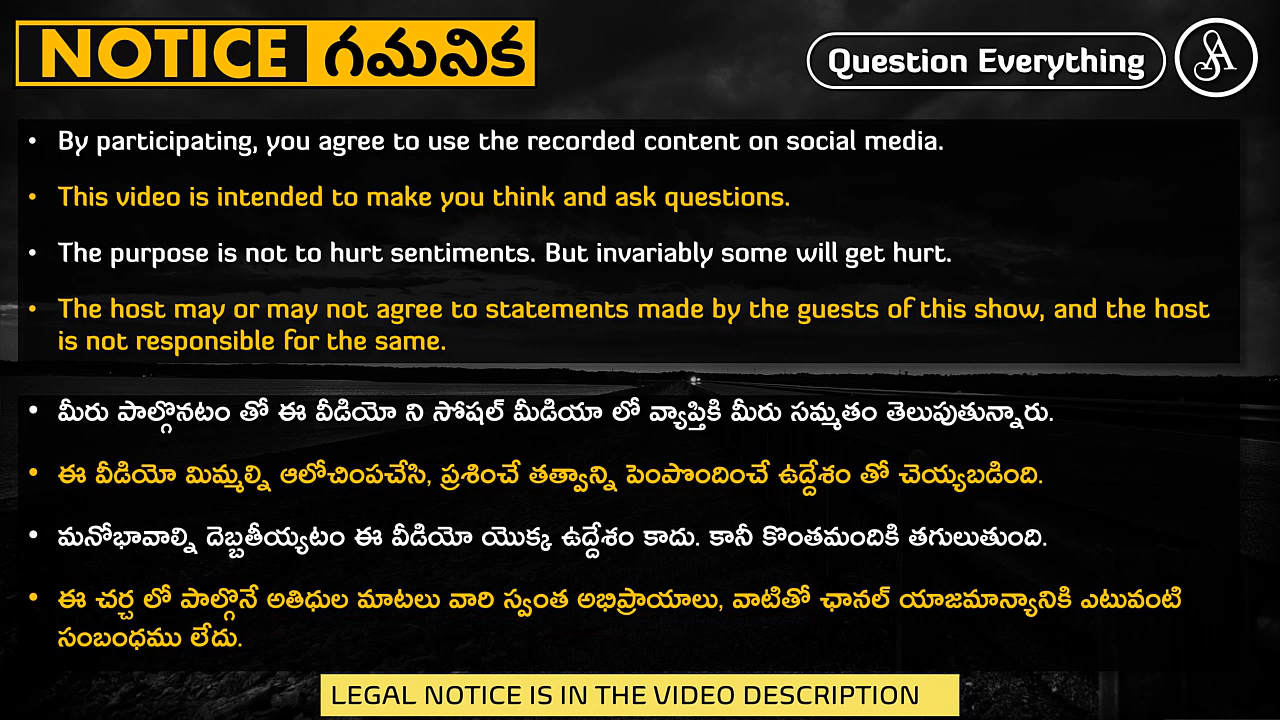 NOTICE గమనిక
Question Everything
• By participating, you agree to use the recorded content on social media.
• This video is intended to make you think and ask questions.
• The purpose is not to hurt sentiments. But invariably some will get hurt.
• The host may or may not agree to statements made by the guests of this show, and the host
is not responsible for the same.
• మీరు పాల్గొనటం తో ఈ వీడియో ని సోషల్ మీడియా లో వ్యాప్తికి మీరు సమ్మతం తెలుపుతున్నారు.
• ఈ వీడియో మిమ్మల్ని ఆలోచింపచేసి, ప్రశించే తత్వాన్ని పెంపొందించే ఉద్దేశం తో చెయ్యబడింది.
• మనోభావాల్ని దెబ్బతీయ్యటం ఈ వీడియో యొక్క ఉద్దేశం కాదు. కానీ కొంతమందికి తగులుతుంది.
• ఈ చర్చ లో పాల్గొనే అతిధుల మాటలు వారి స్వంత అభిప్రాయాలు, వాటితో ఛానల్ యాజమాన్యానికి ఎటువంటి
సంబంధము లేదు.
LEGAL NOTICE IS IN THE VIDEO DESCRIPTION